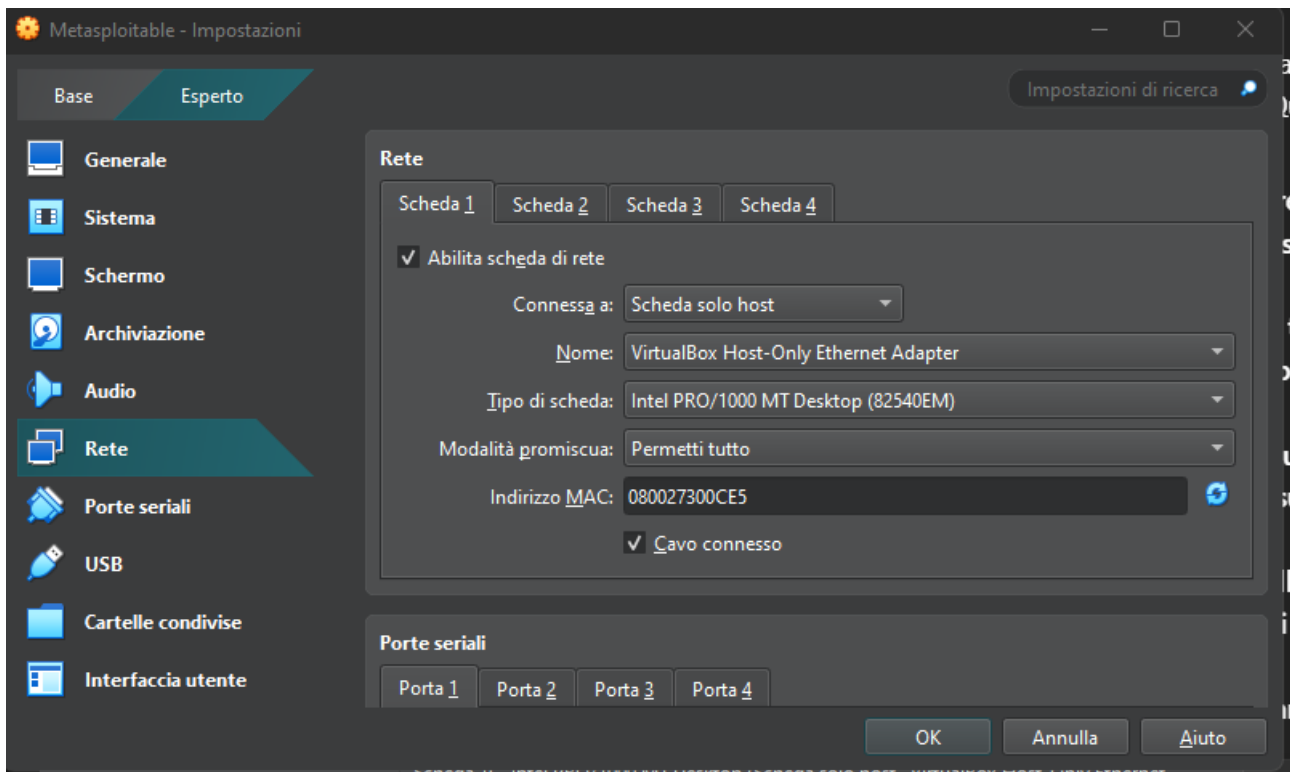 Metasploitable - Impostazioni
Base Esperto
Impostazioni di ricerca
Generale
Sistema
Schermo
Archiviazione
Audio
Rete
Porte seriali
USB
Cartelle condivise
Interfaccia utente
Rete
Scheda 1 Scheda 2 Scheda 3 Scheda 4
Abilita scheda di rete
Connessa a: Scheda solo host
Nome: VirtualBox Host-Only Ethernet Adapter
Tipo di scheda: Intel PRO/1000 MT Desktop (82540EM)
Modalità promiscua: Permetti tutto
Indirizzo MAC: 080027300CE5
Cavo connesso
Porte seriali
Porta 1 Porta 2 Porta 3 Porta 4
OK Annulla Aiuto